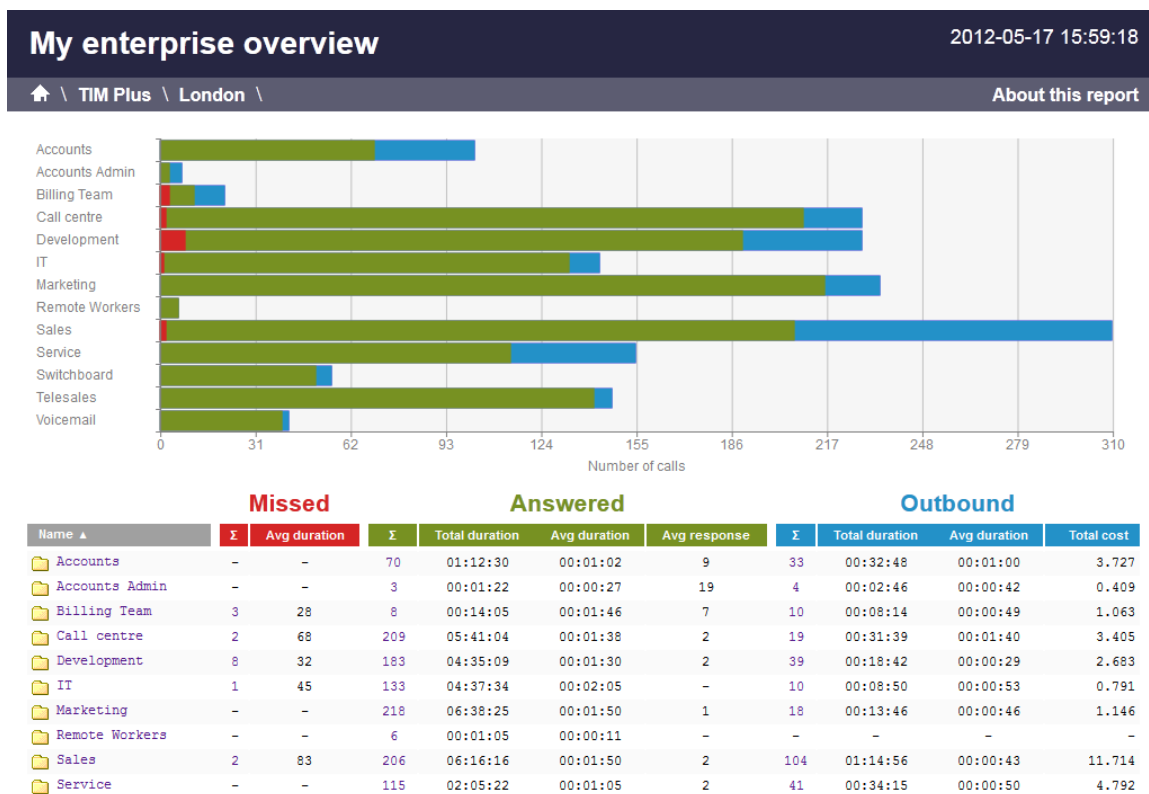 My enterprise overview 2012-05-17 15:59:18
\ TIM Plus \ London \ About this report
Accounts
Accounts Admin
Billing Team
Call centre
Development
IT
Marketing
Remote Workers
Sales
Service
Switchboard
Telesales
Voicemail
0 31 62 93 124 155 186 217 248 279 310
Number of calls
Missed Answered Outbound
Name ▲ Σ Avg duration Σ Total duration Avg duration Avg response Σ Total duration Avg duration Total cost
Accounts – – 70 01:12:30 00:01:02 9 33 00:32:48 00:01:00 3.727
Accounts Admin – – 3 00:01:22 00:00:27 19 4 00:02:46 00:00:42 0.409
Billing Team 3 28 8 00:14:05 00:01:46 7 10 00:08:14 00:00:49 1.063
Call centre 2 68 209 05:41:04 00:01:38 2 19 00:31:39 00:01:40 3.405
Development 8 32 183 04:35:09 00:01:30 2 39 00:18:42 00:00:29 2.683
IT 1 45 133 04:37:34 00:02:05 – 10 00:08:50 00:00:53 0.791
Marketing – – 218 06:38:25 00:01:50 1 18 00:13:46 00:00:46 1.146
Remote Workers – – 6 00:01:05 00:00:11 – – – – –
Sales 2 83 206 06:16:16 00:01:50 2 104 01:14:56 00:00:43 11.714
Service – – 115 02:05:22 00:01:05 2 41 00:34:15 00:00:50 4.792